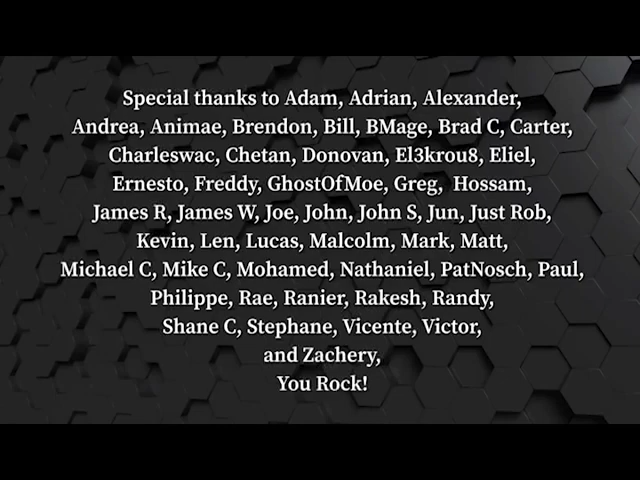 Special thanks to Adam, Adrian, Alexander,
Andrea, Animae, Brendon, Bill, BMage, Brad C, Carter,
Charleswac, Chetan, Donovan, El3krou8, Eliel,
Ernesto, Freddy, GhostOfMoe, Greg,  Hossam,
James R, James W, Joe, John, John S, Jun, Just Rob,
Kevin, Len, Lucas, Malcolm, Mark, Matt,
Michael C, Mike C, Mohamed, Nathaniel, PatNosch, Paul,
Philippe, Rae, Ranier, Rakesh, Randy,
Shane C, Stephane, Vicente, Victor,
and Zachery,
You Rock!